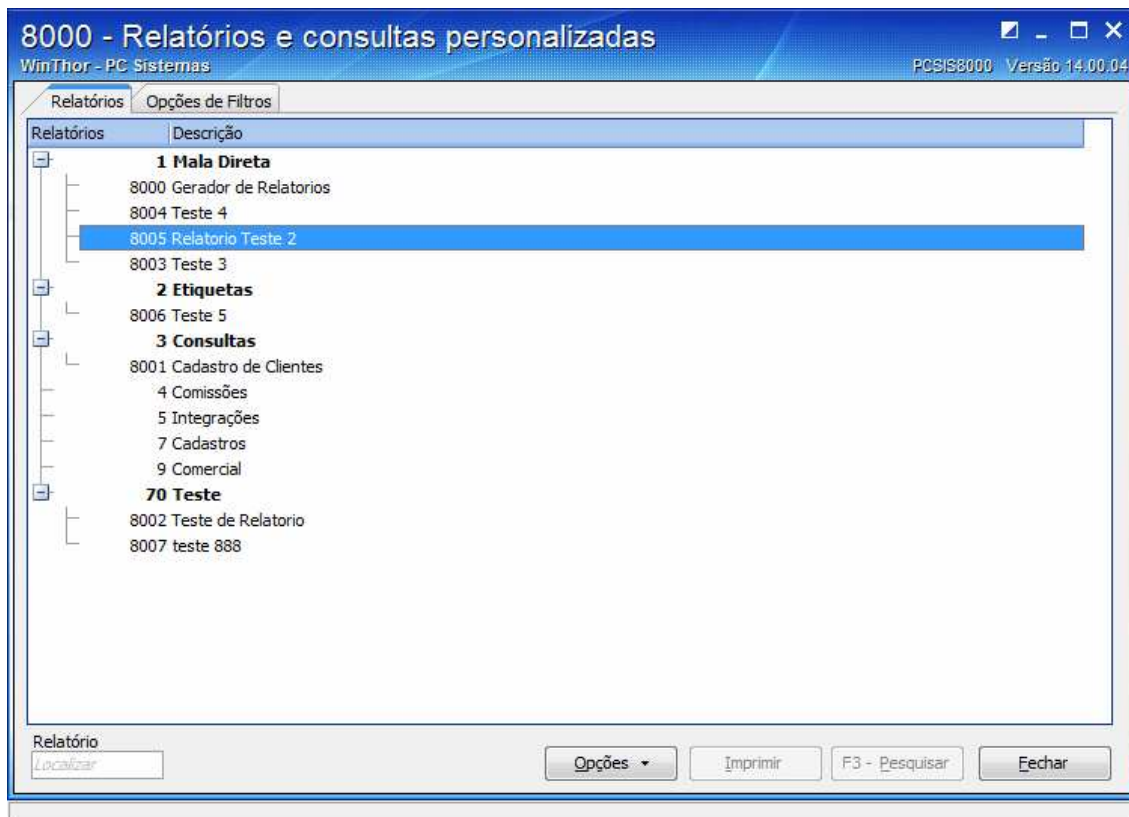 8000 - Relatórios e consultas personalizadas
WinThor - PC Sistemas
PCSIS8000 Versão 14.00.04
Relatórios Opções de Filtros
Relatórios Descrição
1 Mala Direta
8000 Gerador de Relatorios
8004 Teste 4
8005 Relatorio Teste 2
8003 Teste 3
2 Etiquetas
8006 Teste 5
3 Consultas
8001 Cadastro de Clientes
4 Comissões
5 Integrações
7 Cadastros
9 Comercial
70 Teste
8002 Teste de Relatorio
8007 teste 888
Relatório
Localizar
Opções Imprimir F3 - Pesquisar Fechar